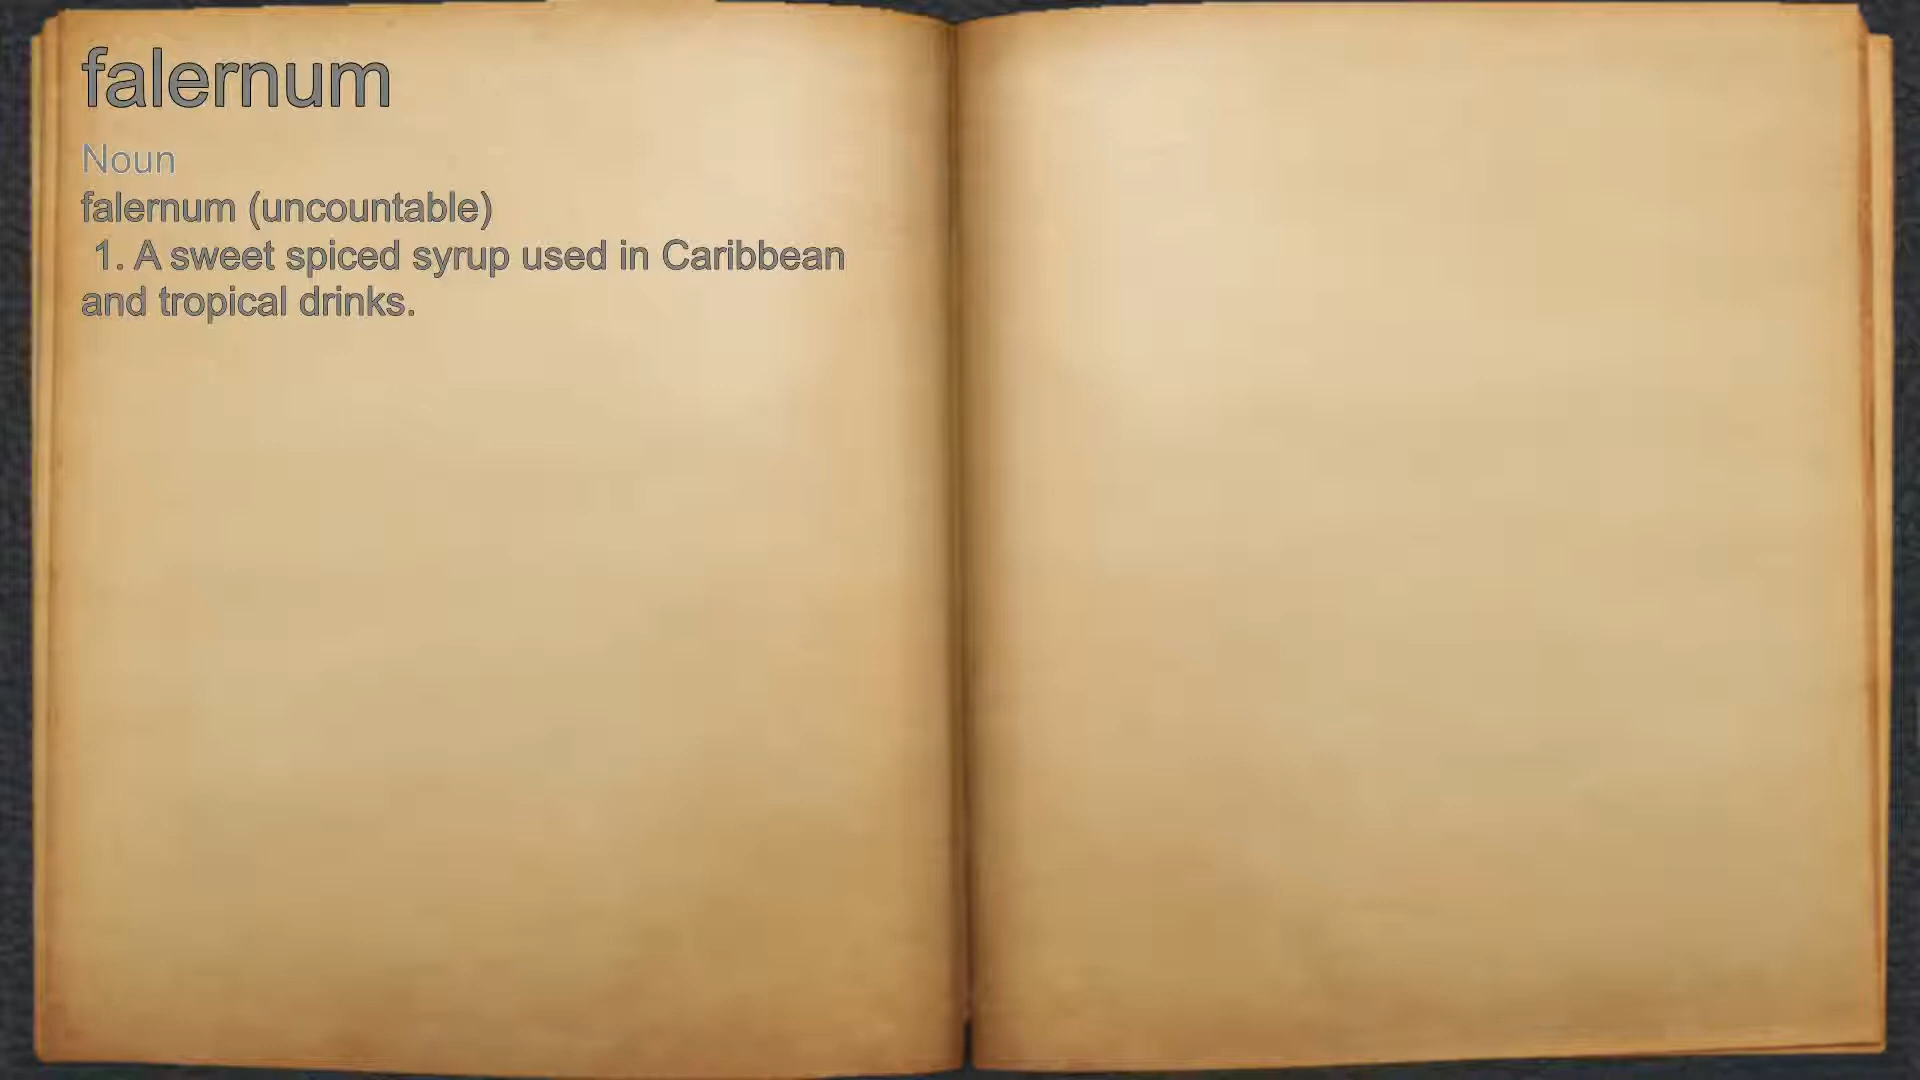 falernum
Noun
falernum (uncountable)
1. A sweet spiced syrup used in Caribbean
and tropical drinks.